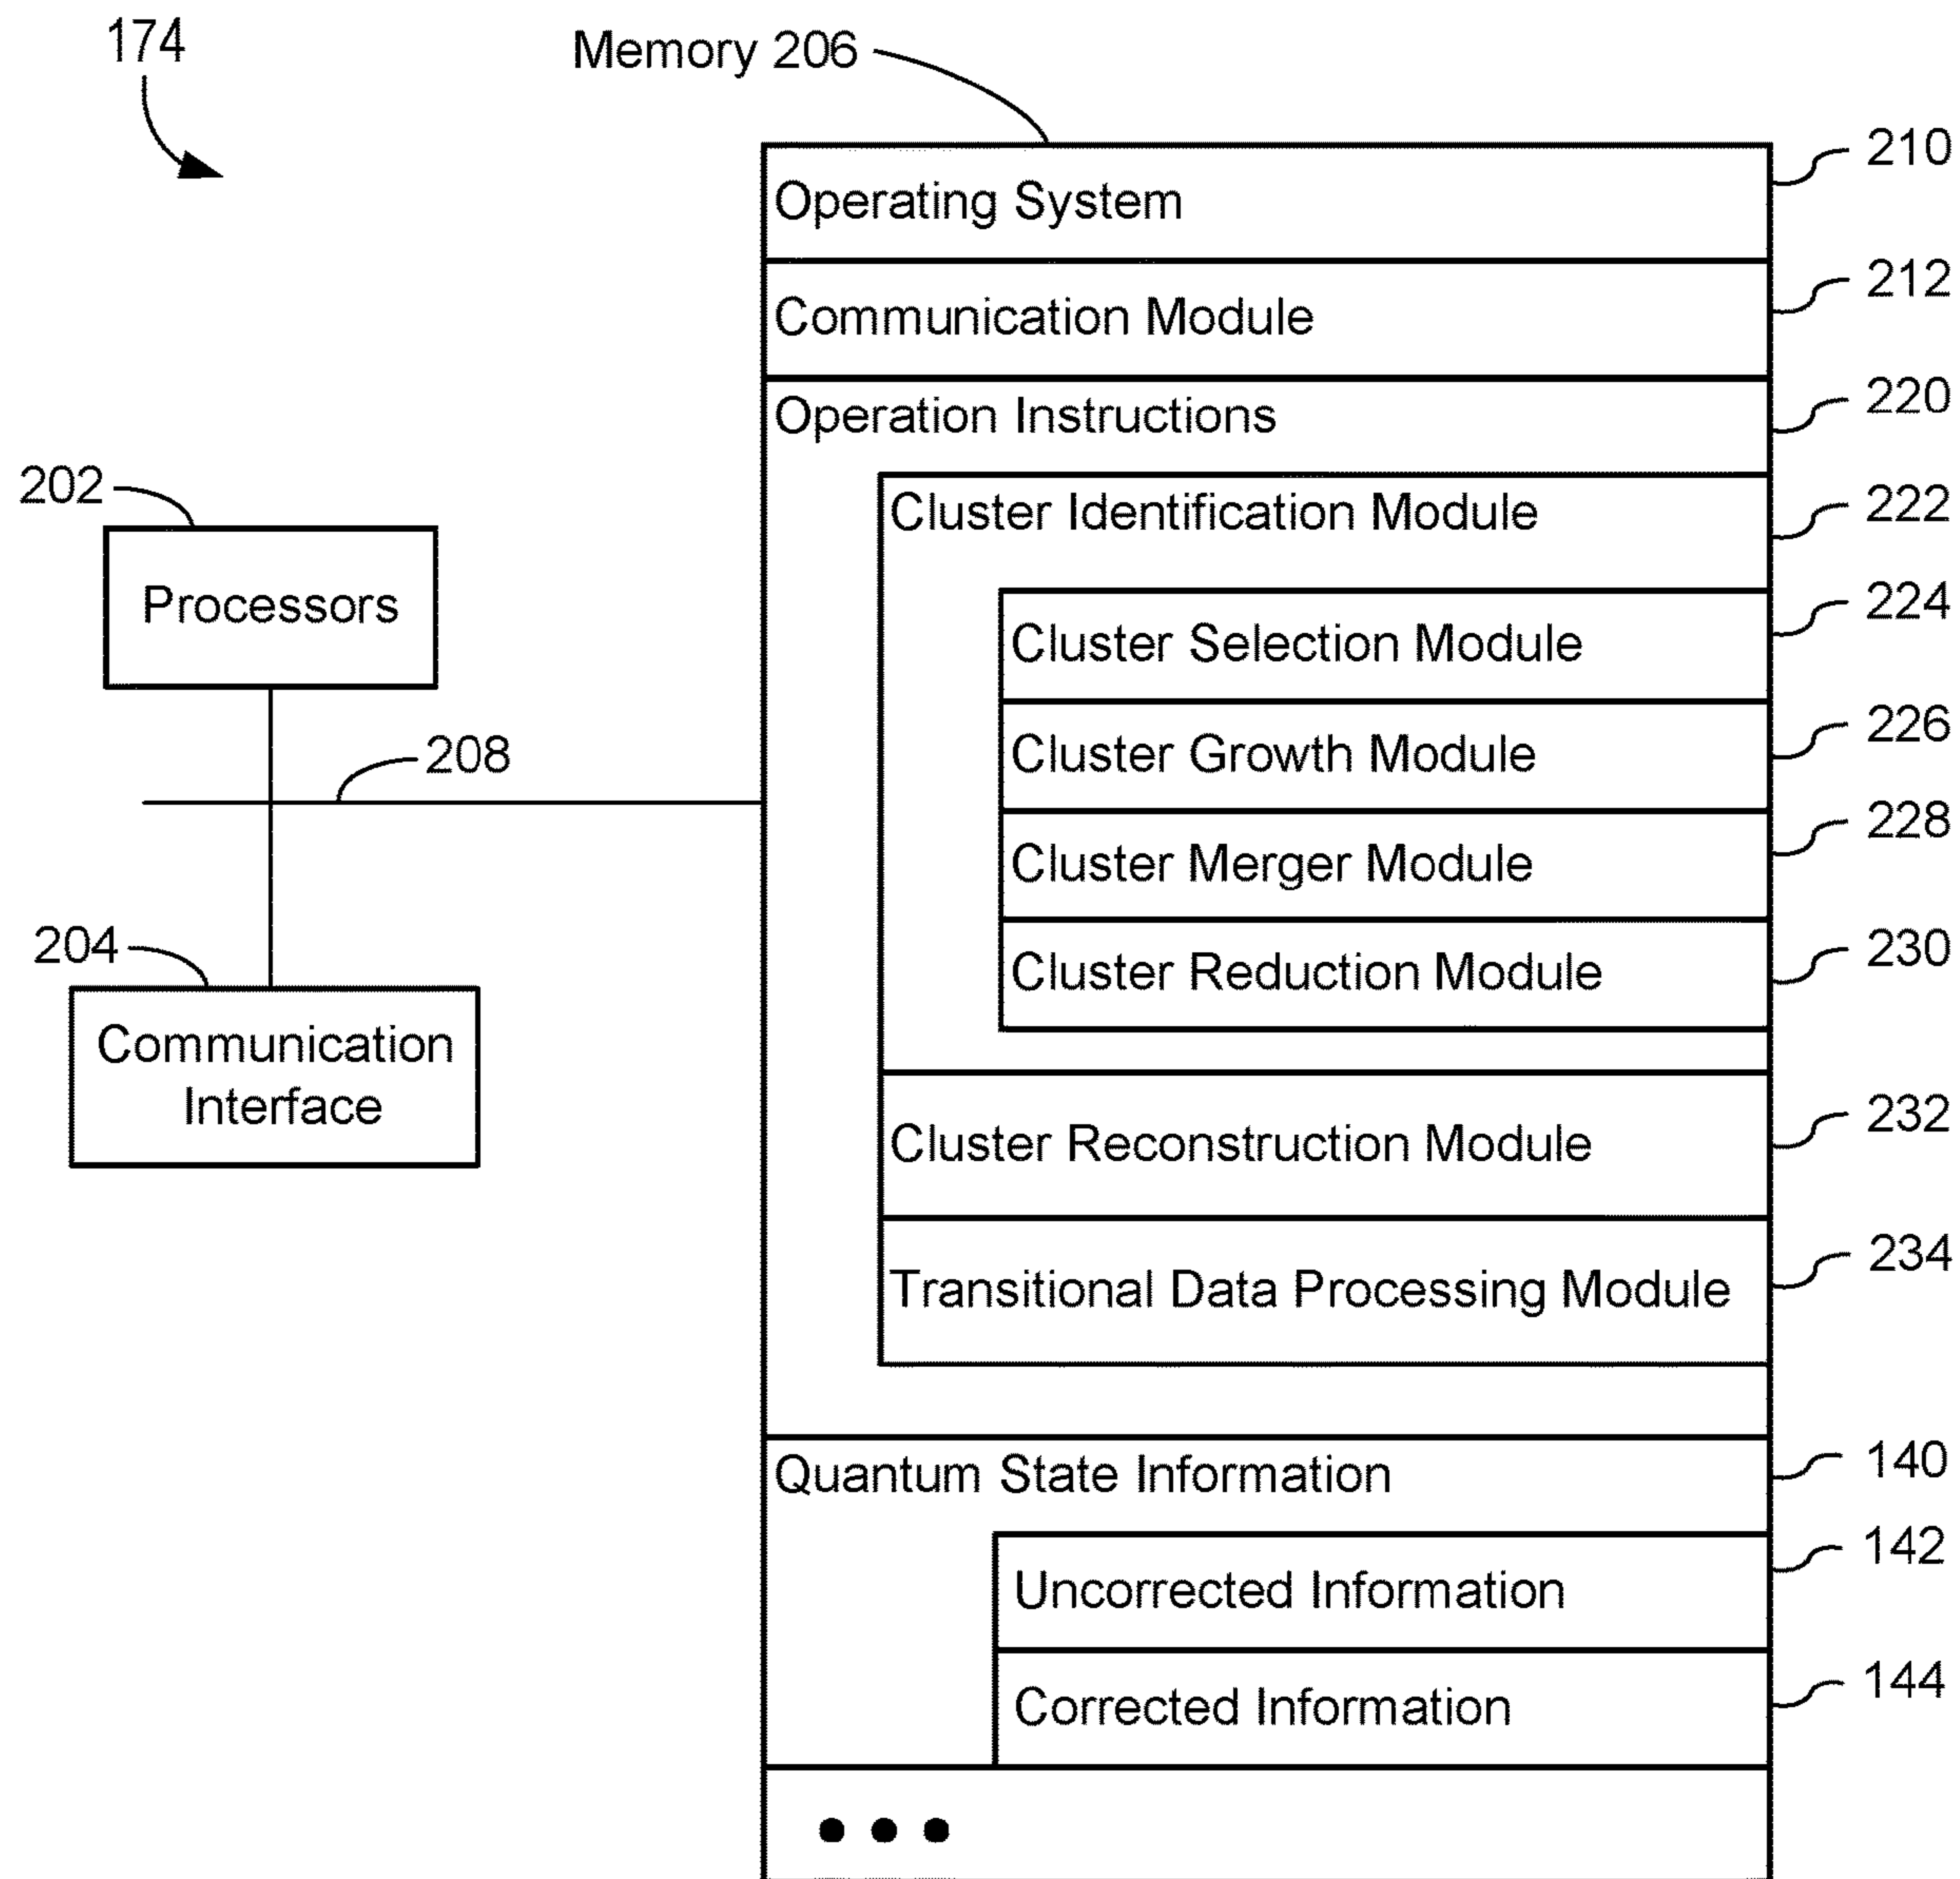 174
Memory 206
210
Operating System
212
Communication Module
220
Operation Instructions
202
222
Cluster Identification Module
Processors
224
Cluster Selection Module
226
Cluster Growth Module
208
228
Cluster Merger Module
204
230
Cluster Reduction Module
Communication
Interface
232
Cluster Reconstruction Module
234
Transitional Data Processing Module
140
Quantum State Information
142
Uncorrected Information
144
Corrected Information